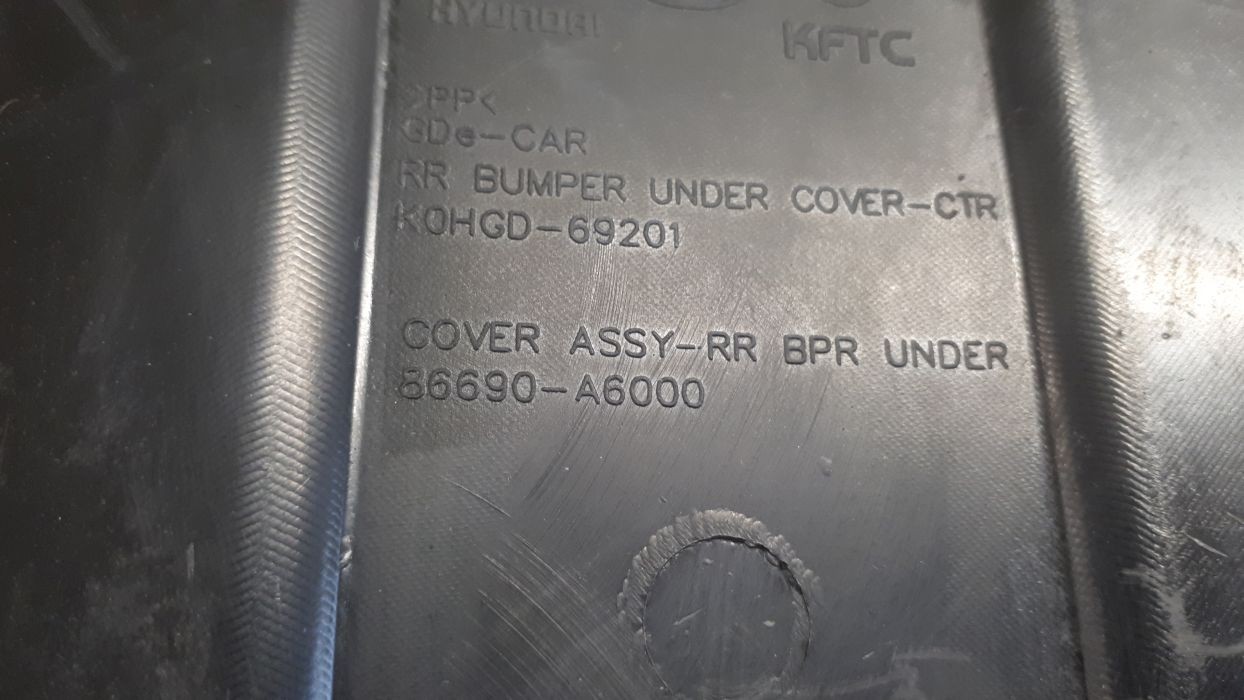 HYUNDAI
KFTC
>PP<
GDe-CAR
RR BUMPER UNDER COVER-CTR
K0HGD-69201
COVER ASSY-RR BPR UNDER
86690-A6000